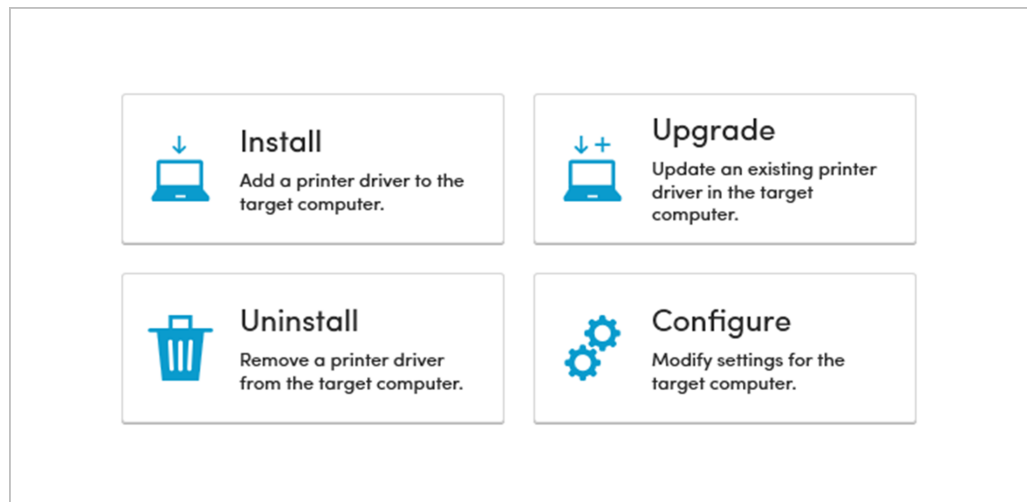 Install
Add a printer driver to the
target computer.
Upgrade
Update an existing printer
driver in the target
computer.
Uninstall
Remove a printer driver
from the target computer.
Configure
Modify settings for the
target computer.